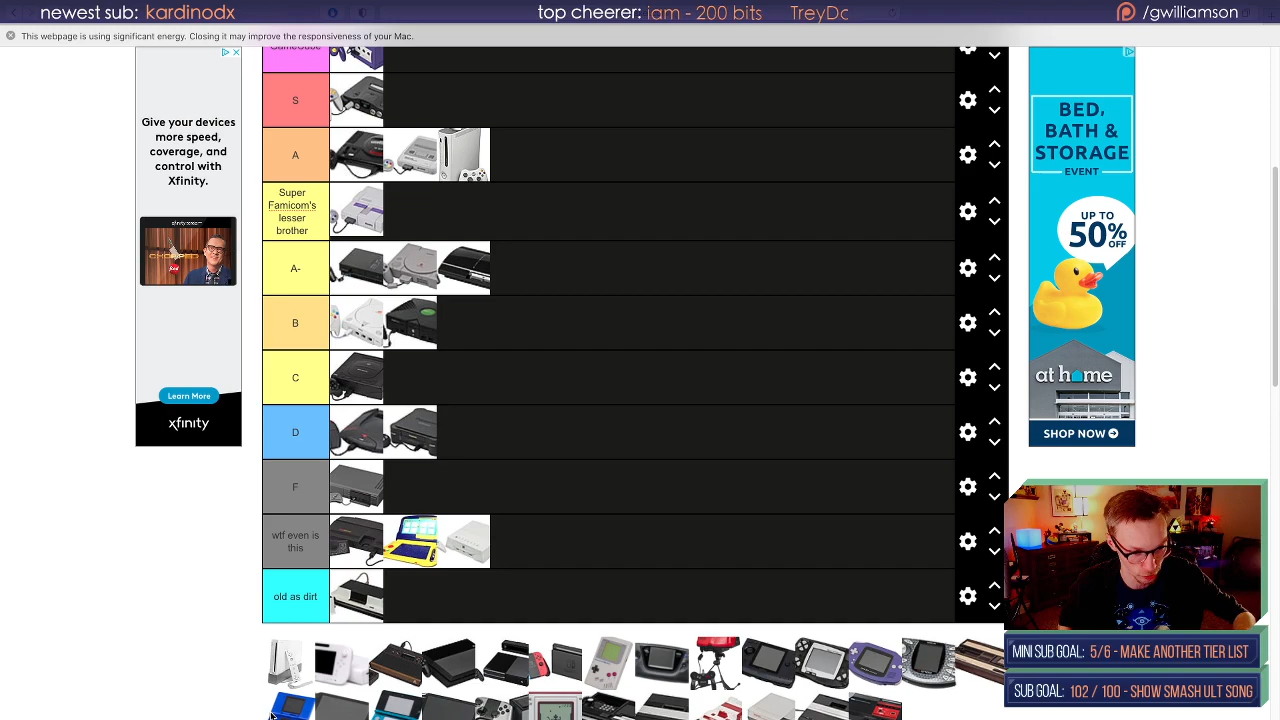 newest sub: kardinodx
top cheerer: iam - 200 bits
TreyDc
/gwilliamson
This webpage is using significant energy. Closing it may improve the responsiveness of your Mac.
GameCube
S
A
Super
Famicom's
lesser
brother
A-
B
C
D
F
wtf even is
this
old as dirt
Give your devices
more speed,
coverage, and
control with
Xfinity.
xfinity xcam
CHOPPED
Learn More
xfinity
BED,
BATH &
STORAGE
EVENT
UP TO
50%
OFF
at home
SHOP NOW
MINI SUB GOAL: 5/6 - MAKE ANOTHER TIER LIST
SUB GOAL: 102 / 100 - SHOW SMASH ULT SONG